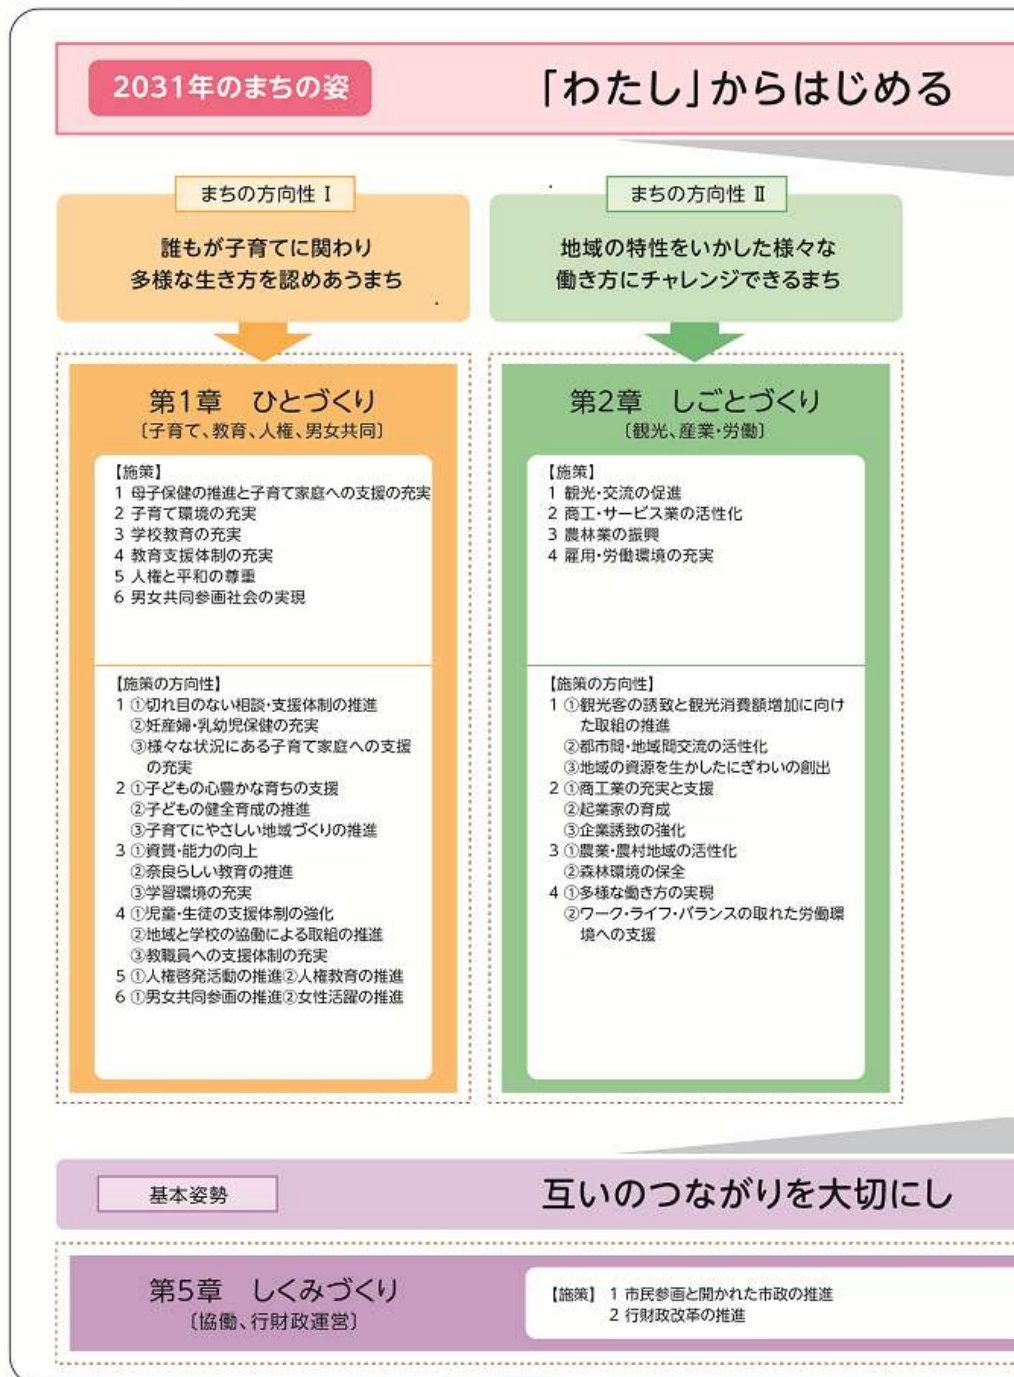 2031年のまちの姿
「わたし」からはじめる
まちの方向性 Ⅰ
誰もが子育てに関わり
多様な生き方を認めあうまち
第1章　ひとづくり
〔子育て、教育、人権、男女共同〕
【施策】
1 母子保健の推進と子育て家庭への支援の充実
2 子育て環境の充実
3 学校教育の充実
4 教育支援体制の充実
5 人権と平和の尊重
6 男女共同参画社会の実現
【施策の方向性】
1 ①切れ目のない相談・支援体制の推進
②妊産婦・乳幼児保健の充実
③様々な状況にある子育て家庭への支援
の充実
2 ①子どもの心豊かな育ちの支援
②子どもの健全育成の推進
③子育てにやさしい地域づくりの推進
3 ①資質・能力の向上
②奈良らしい教育の推進
③学習環境の充実
4 ①児童・生徒の支援体制の強化
②地域と学校の協働による取組の推進
③教職員への支援体制の充実
5 ①人権啓発活動の推進②人権教育の推進
6 ①男女共同参画の推進②女性活躍の推進
まちの方向性 Ⅱ
地域の特性をいかした様々な
働き方にチャレンジできるまち
第2章　しごとづくり
〔観光、産業・労働〕
【施策】
1 観光・交流の促進
2 商工・サービス業の活性化
3 農林業の振興
4 雇用・労働環境の充実
【施策の方向性】
1 ①観光客の誘致と観光消費額増加に向け
た取組の推進
②都市間・地域間交流の活性化
③地域の資源を生かしたにぎわいの創出
2 ①商工業の充実と支援
②起業家の育成
③企業誘致の強化
3 ①農業・農村地域の活性化
②森林環境の保全
4 ①多様な働き方の実現
②ワーク・ライフ・バランスの取れた労働環
境への支援
基本姿勢
互いのつながりを大切にし
第5章　しくみづくり
〔協働、行財政運営〕
【施策】 1 市民参画と開かれた市政の推進
2 行財政改革の推進